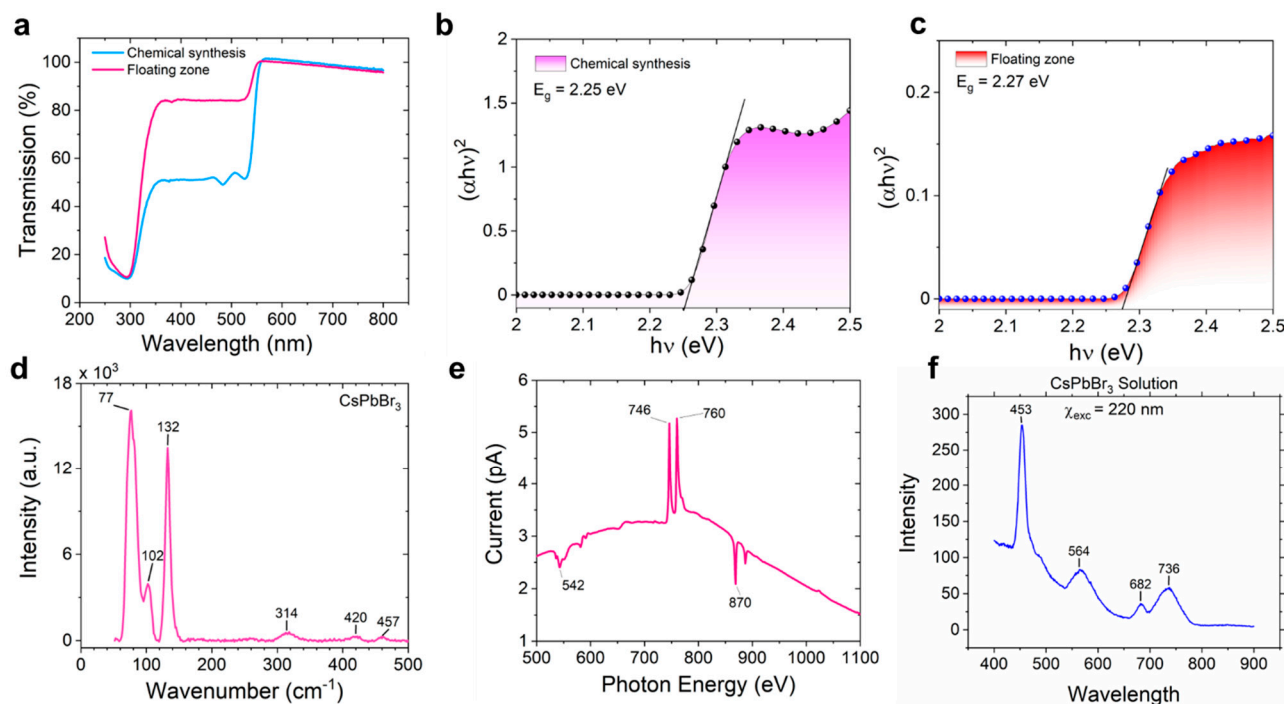 a
Chemical synthesis
Floating zone
100
80
60
40
20
0
200 300 400 500 600 700 800
Transmission (%)
Wavelength (nm)
b
Chemical synthesis
E_g = 2.25 eV
2
1.5
1
0.5
0
2 2.1 2.2 2.3 2.4 2.5
(αhν)²
hν (eV)
c
Floating zone
E_g = 2.27 eV
0.2
0.1
0
2 2.1 2.2 2.3 2.4 2.5
(αhν)²
hν (eV)
d
x 10³
CsPbBr₃
18
12
6
0
77
102
132
314
420
457
0 100 200 300 400 500
Intensity (a.u.)
Wavenumber (cm⁻¹)
e
6
5
4
3
2
1
746
760
542
870
500 600 700 800 900 1000 1100
Current (pA)
Photon Energy (eV)
f
CsPbBr₃ Solution
χ_exc = 220 nm
300
250
200
150
100
50
0
453
564
682
736
400 500 600 700 800 900
Intensity
Wavelength